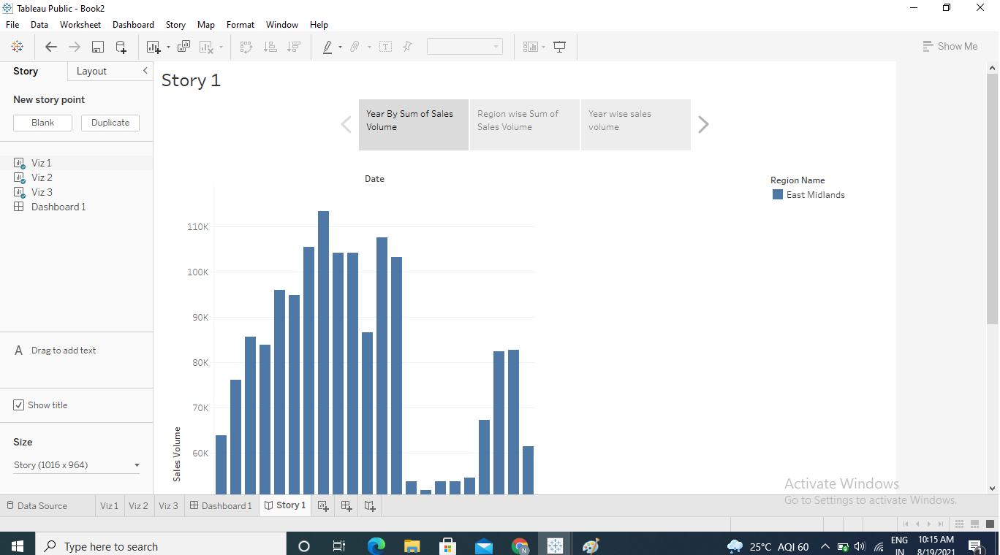 Tableau Public - Book2
File Data Worksheet Dashboard Story Map Format Window Help
Show Me
Story Layout
New story point
Blank Duplicate
Viz 1
Viz 2
Viz 3
Dashboard 1
A Drag to add text
Show title
Size
Story (1016 x 964)
Story 1
Year By Sum of Sales
Volume
Region wise Sum of
Sales Volume
Year wise sales
volume
Date
Region Name
East Midlands
110K
100K
90K
80K
70K
60K
Sales Volume
Activate Windows
Go to Settings to activate Windows.
Data Source Viz 1 Viz 2 Viz 3 Dashboard 1 Story 1
Type here to search
N
25°C AQI 60
ENG
IN
10:15 AM
8/19/2021
1